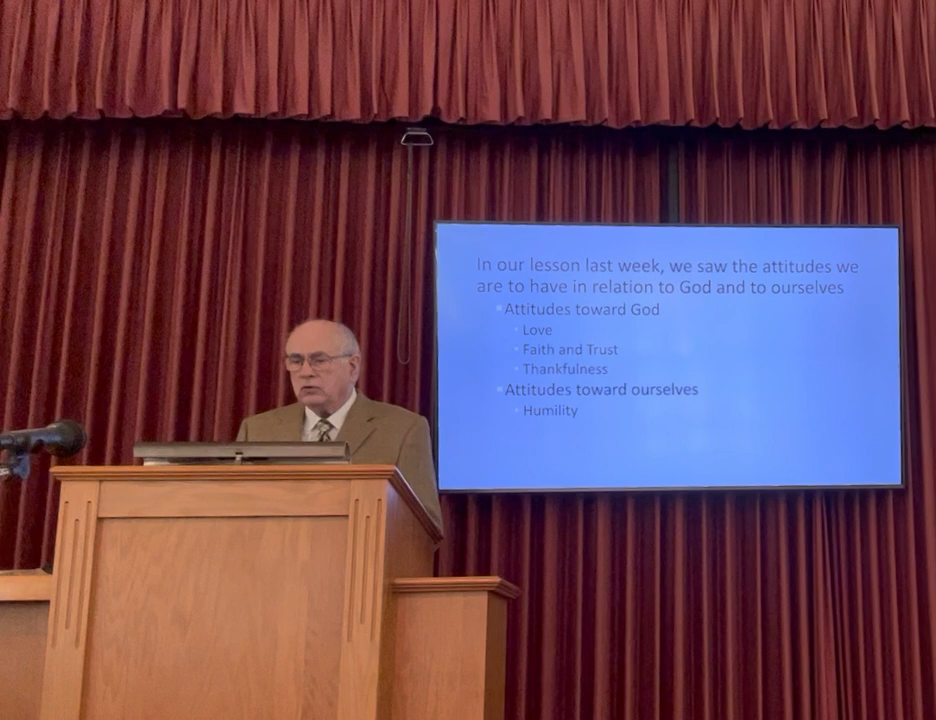 In our lesson last week, we saw the attitudes we
are to have in relation to God and to ourselves
Attitudes toward God
Love
Faith and Trust
Thankfulness
Attitudes toward ourselves
Humility